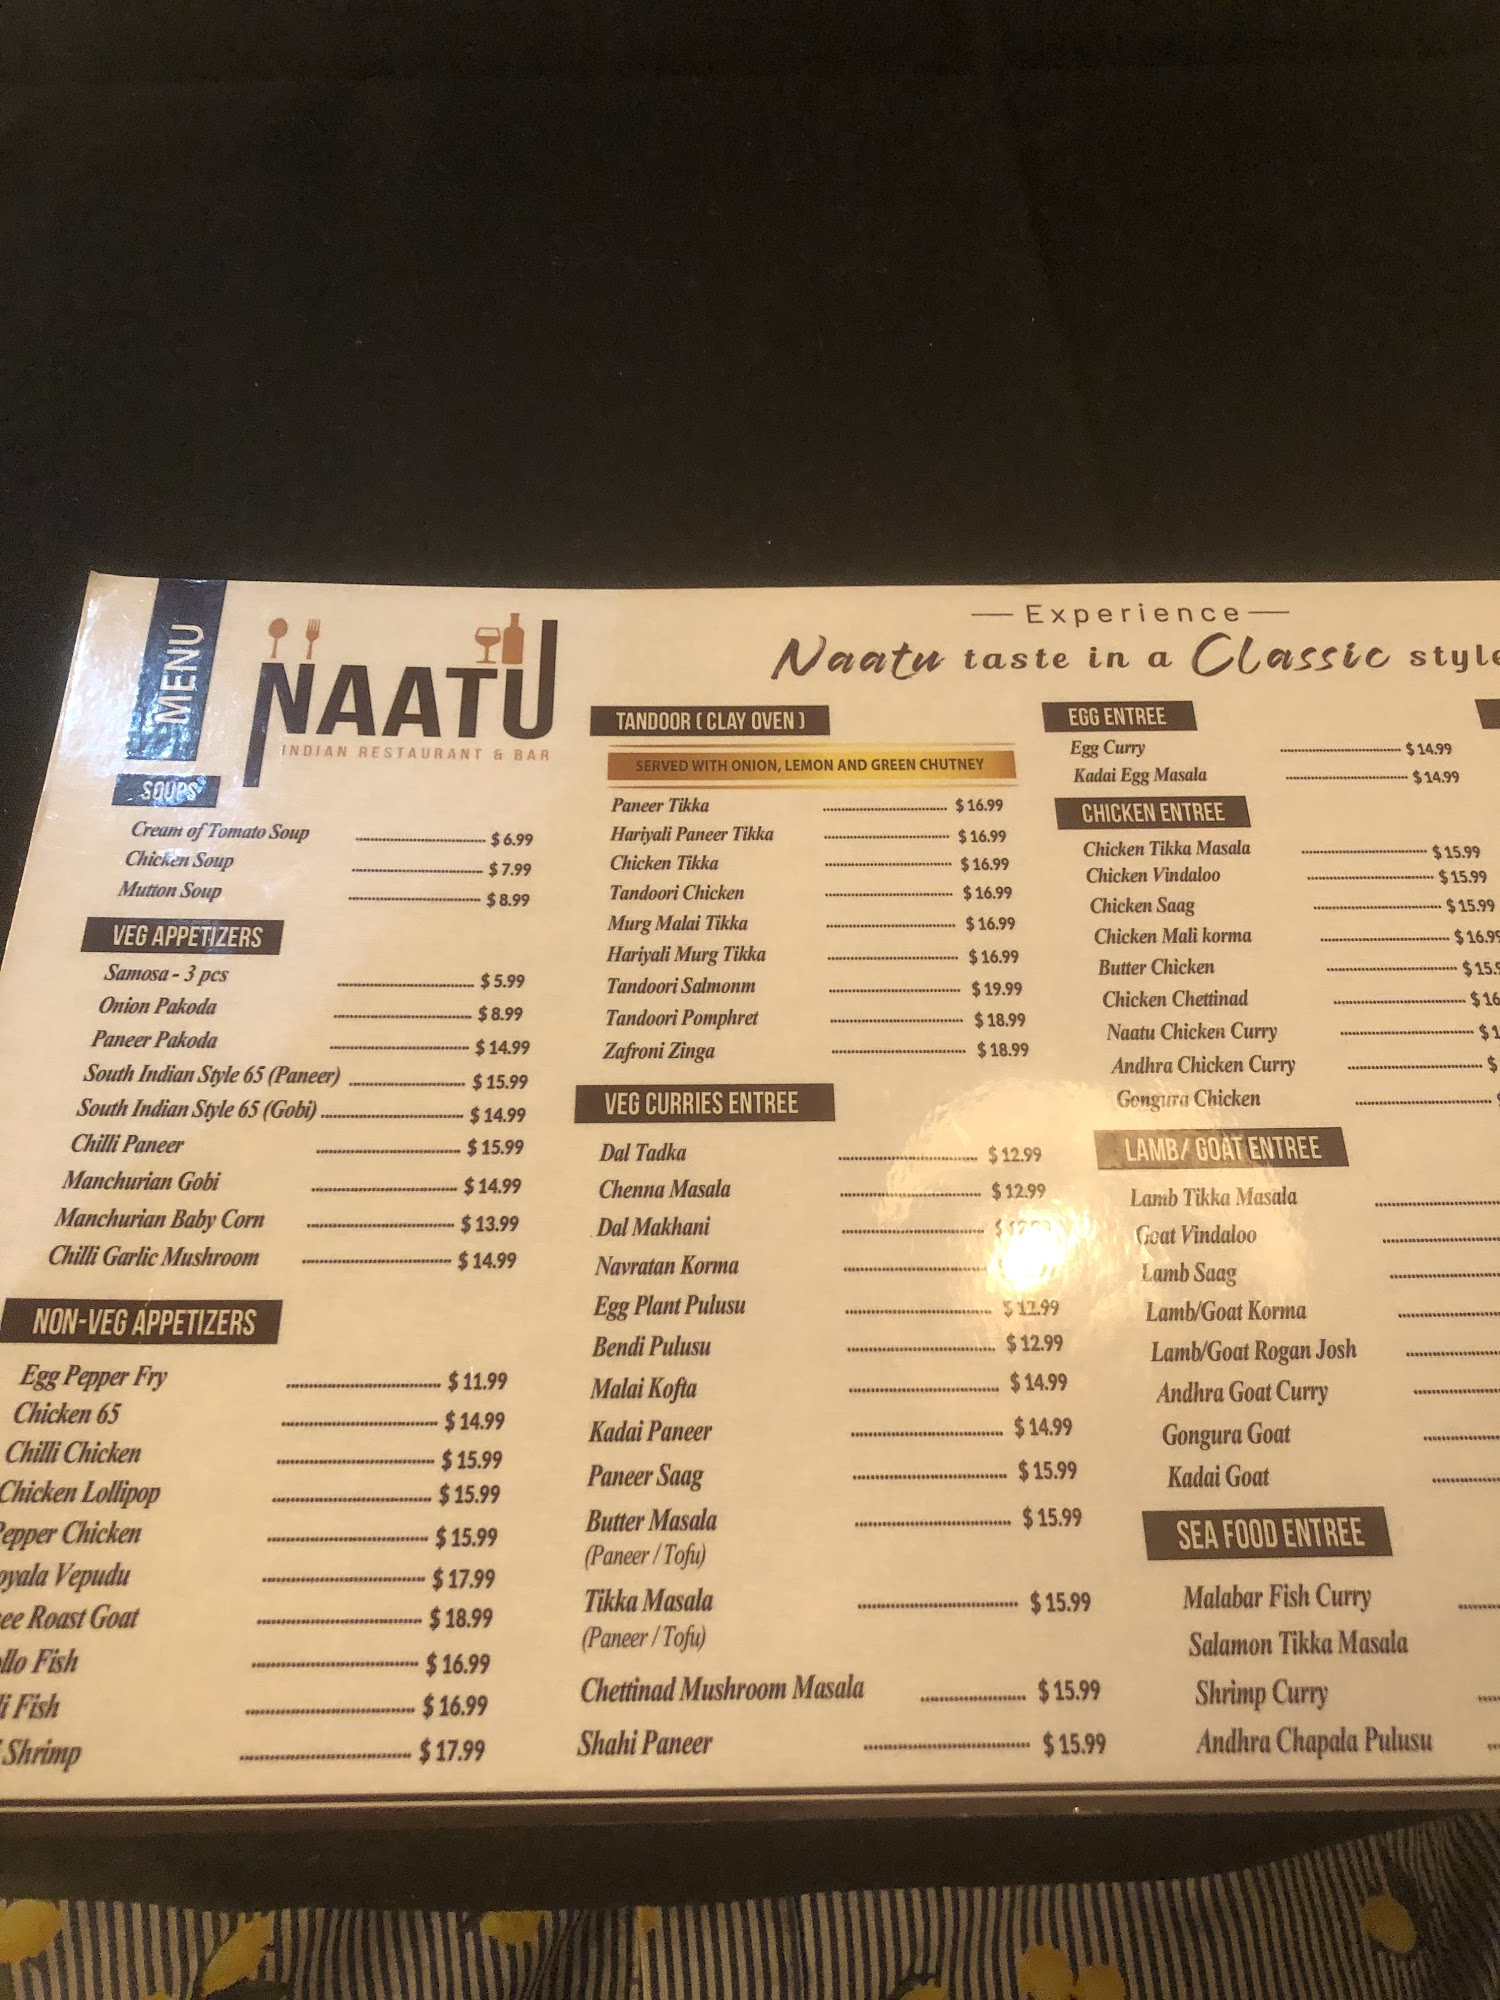 MENU
NAATU
INDIAN RESTAURANT & BAR
Experience
Naatu taste in a Classic style
SOUPS
Cream of Tomato Soup $ 6.99
Chicken Soup $ 7.99
Mutton Soup $ 8.99
VEG APPETIZERS
Samosa - 3 pcs $ 5.99
Onion Pakoda $ 8.99
Paneer Pakoda $ 14.99
South Indian Style 65 (Paneer) $ 15.99
South Indian Style 65 (Gobi) $ 14.99
Chilli Paneer $ 15.99
Manchurian Gobi $ 14.99
Manchurian Baby Corn $ 13.99
Chilli Garlic Mushroom $ 14.99
NON-VEG APPETIZERS
Egg Pepper Fry $ 11.99
Chicken 65 $ 14.99
Chilli Chicken $ 15.99
Chicken Lollipop $ 15.99
Pepper Chicken $ 15.99
Vepudu $ 17.99
Roast Goat $ 18.99
Fish $ 16.99
Fish $ 16.99
Shrimp $ 17.99
TANDOOR ( CLAY OVEN )
SERVED WITH ONION, LEMON AND GREEN CHUTNEY
Paneer Tikka $ 16.99
Hariyali Paneer Tikka $ 16.99
Chicken Tikka $ 16.99
Tandoori Chicken $ 16.99
Murg Malai Tikka $ 16.99
Hariyali Murg Tikka $ 16.99
Tandoori Salmonm $ 19.99
Tandoori Pomphret $ 18.99
Zafroni Zinga $ 18.99
VEG CURRIES ENTREE
Dal Tadka $ 12.99
Chenna Masala $ 12.99
Dal Makhani
Navratan Korma
Egg Plant Pulusu $ 12.99
Bendi Pulusu $ 12.99
Malai Kofta $ 14.99
Kadai Paneer $ 14.99
Paneer Saag $ 15.99
Butter Masala $ 15.99
(Paneer / Tofu)
Tikka Masala $ 15.99
(Paneer / Tofu)
Chettinad Mushroom Masala $ 15.99
Shahi Paneer $ 15.99
EGG ENTREE
Egg Curry $ 14.99
Kadai Egg Masala $ 14.99
CHICKEN ENTREE
Chicken Tikka Masala $ 15.99
Chicken Vindaloo $ 15.99
Chicken Saag $ 15.99
Chicken Mali korma $ 16.99
Butter Chicken $ 15.9
Chicken Chettinad $ 16
Naatu Chicken Curry $ 1
Andhra Chicken Curry $
Gongura Chicken
LAMB/ GOAT ENTREE
Lamb Tikka Masala
Goat Vindaloo
Lamb Saag
Lamb/Goat Korma
Lamb/Goat Rogan Josh
Andhra Goat Curry
Gongura Goat
Kadai Goat
SEA FOOD ENTREE
Malabar Fish Curry
Salamon Tikka Masala
Shrimp Curry
Andhra Chapala Pulusu